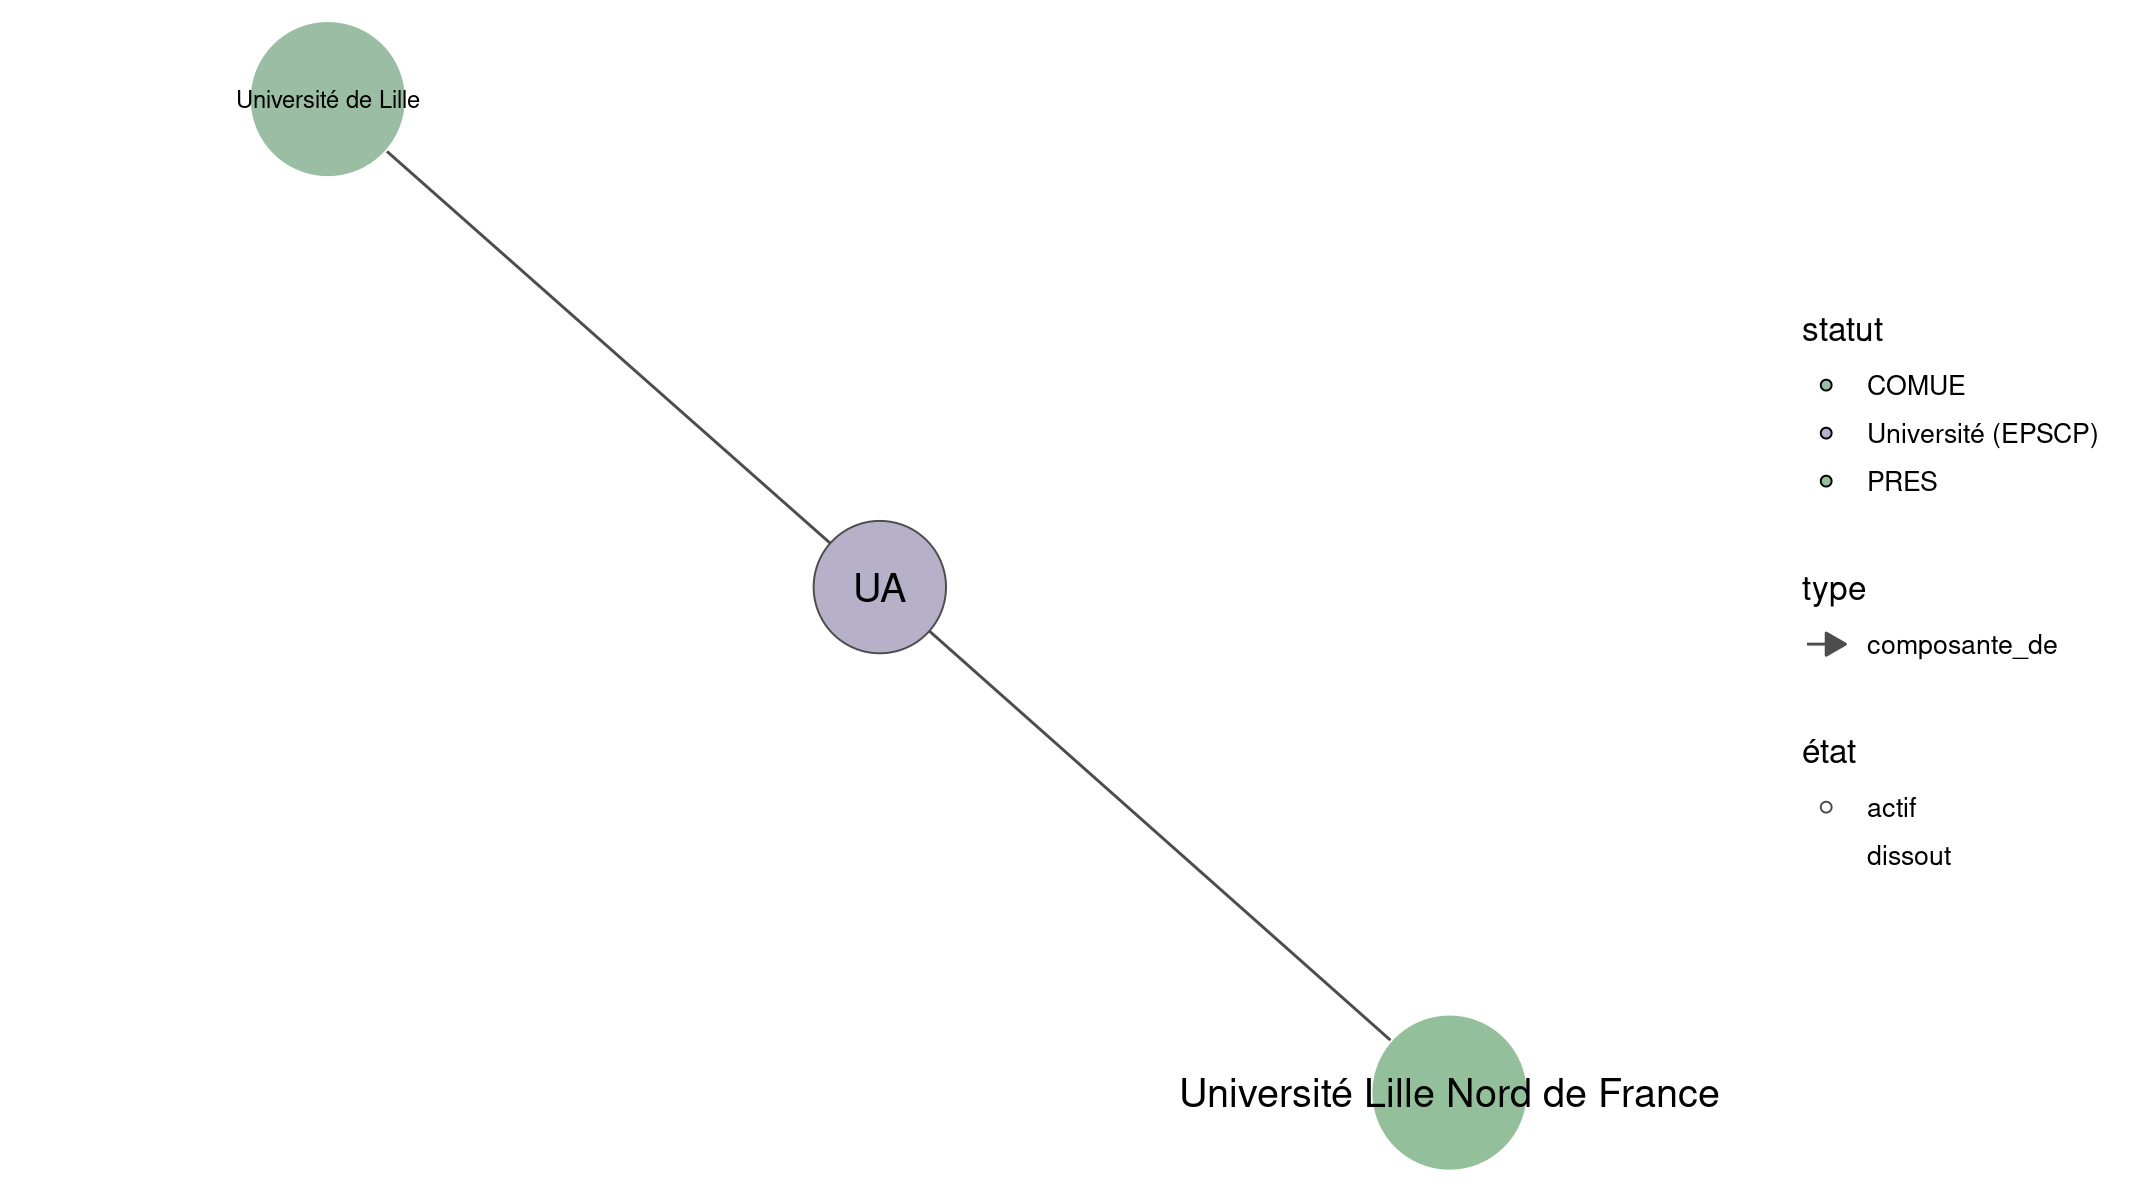 Université de Lille
UA
Université Lille Nord de France
statut
COMUE
Université (EPSCP)
PRES
type
composante_de
état
actif
dissout